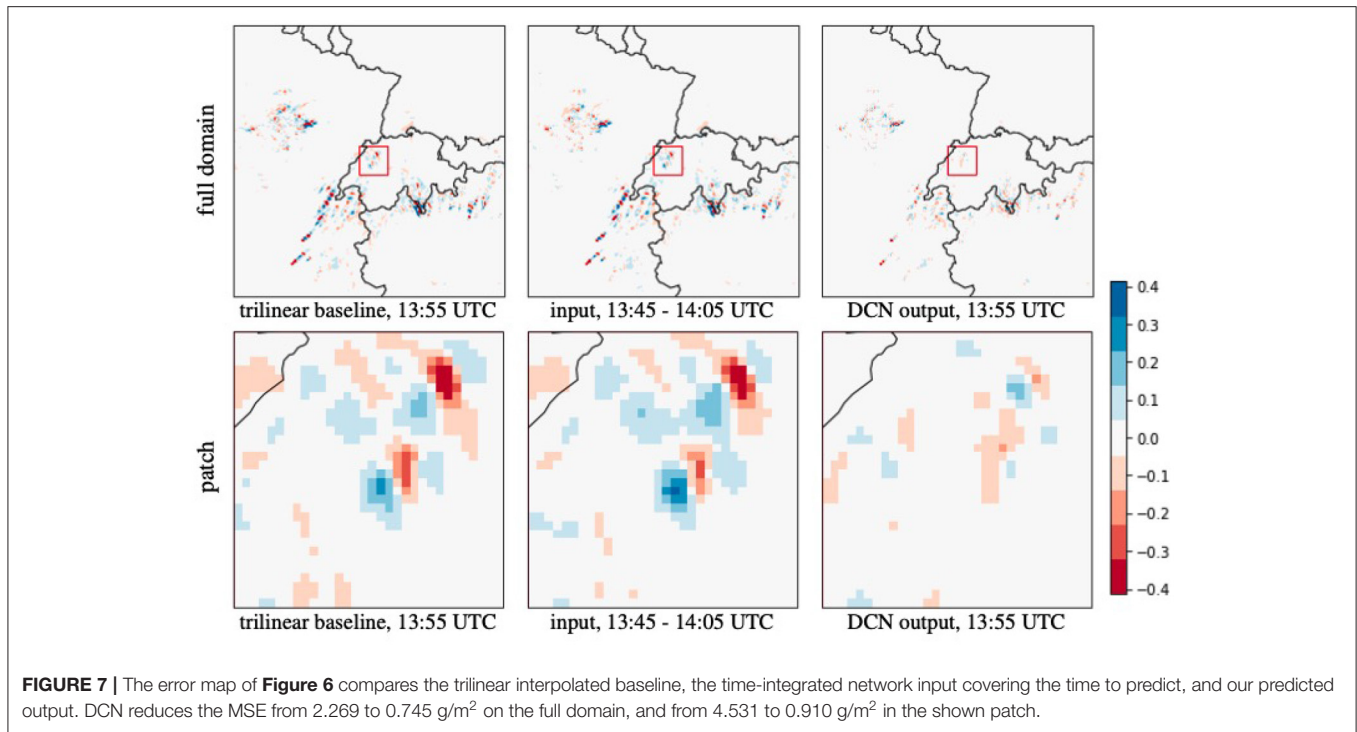 full domain
trilinear baseline, 13:55 UTC
input, 13:45 - 14:05 UTC
DCN output, 13:55 UTC
patch
trilinear baseline, 13:55 UTC
input, 13:45 - 14:05 UTC
DCN output, 13:55 UTC
0.4
0.3
0.2
0.1
0.0
−0.1
−0.2
−0.3
−0.4
FIGURE 7 | The error map of Figure 6 compares the trilinear interpolated baseline, the time-integrated network input covering the time to predict, and our predicted
output. DCN reduces the MSE from 2.269 to 0.745 g/m² on the full domain, and from 4.531 to 0.910 g/m² in the shown patch.